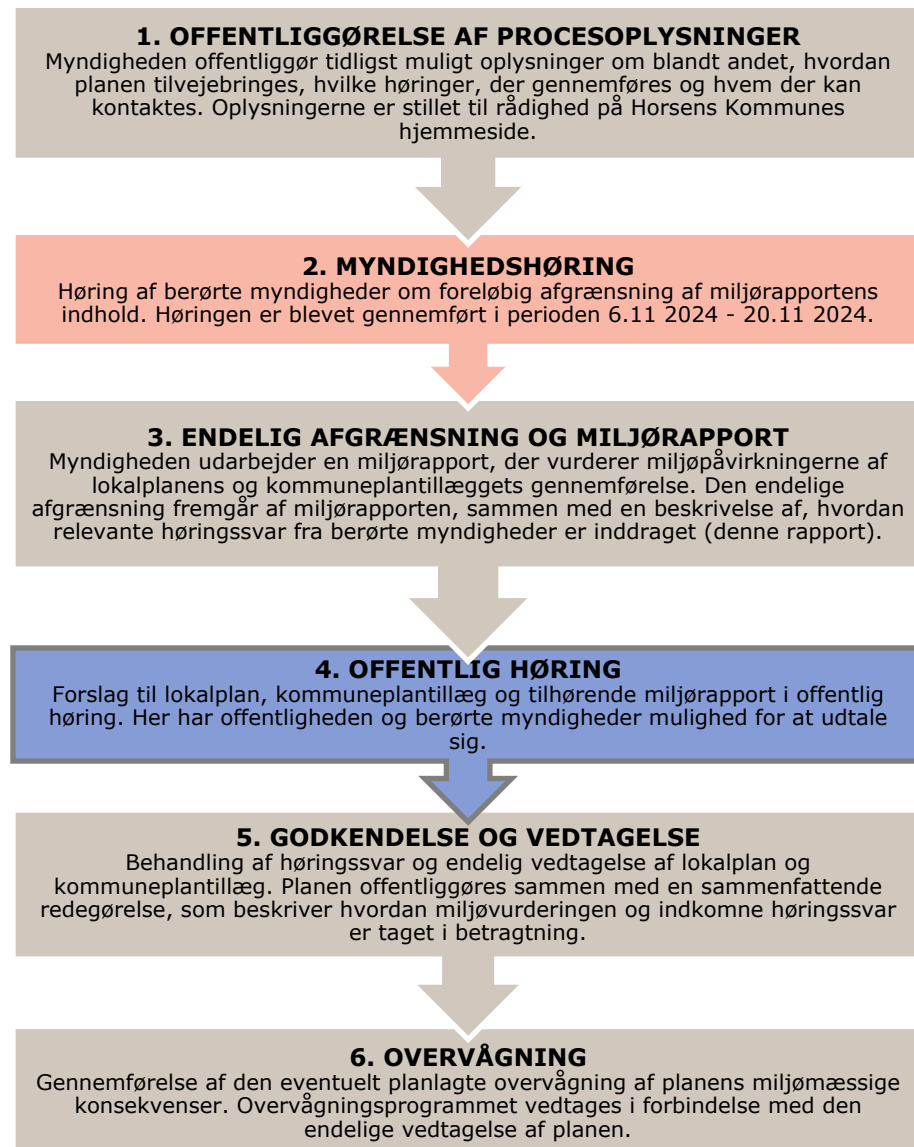 1. OFFENTLIGGØRELSE AF PROCESOPLYSNINGER
Myndigheden offentliggør tidligst muligt oplysninger om blandt andet, hvordan
planen tilvejebringes, hvilke høringer, der gennemføres og hvem der kan
kontaktes. Oplysningerne er stillet til rådighed på Horsens Kommunes
hjemmeside.
2. MYNDIGHEDSHØRING
Høring af berørte myndigheder om foreløbig afgrænsning af miljørapportens
indhold. Høringen er blevet gennemført i perioden 6.11 2024 - 20.11 2024.
3. ENDELIG AFGRÆNSNING OG MILJØRAPPORT
Myndigheden udarbejder en miljørapport, der vurderer miljøpåvirkningerne af
lokalplanens og kommuneplantillæggets gennemførelse. Den endelige
afgrænsning fremgår af miljørapporten, sammen med en beskrivelse af, hvordan
relevante høringssvar fra berørte myndigheder er inddraget (denne rapport).
4. OFFENTLIG HØRING
Forslag til lokalplan, kommuneplantillæg og tilhørende miljørapport i offentlig
høring. Her har offentligheden og berørte myndigheder mulighed for at udtale
sig.
5. GODKENDELSE OG VEDTAGELSE
Behandling af høringssvar og endelig vedtagelse af lokalplan og
kommuneplantillæg. Planen offentliggøres sammen med en sammenfattende
redegørelse, som beskriver hvordan miljøvurderingen og indkomne høringssvar
er taget i betragtning.
6. OVERVÅGNING
Gennemførelse af den eventuelt planlagte overvågning af planens miljømæssige
konsekvenser. Overvågningsprogrammet vedtages i forbindelse med den
endelige vedtagelse af planen.